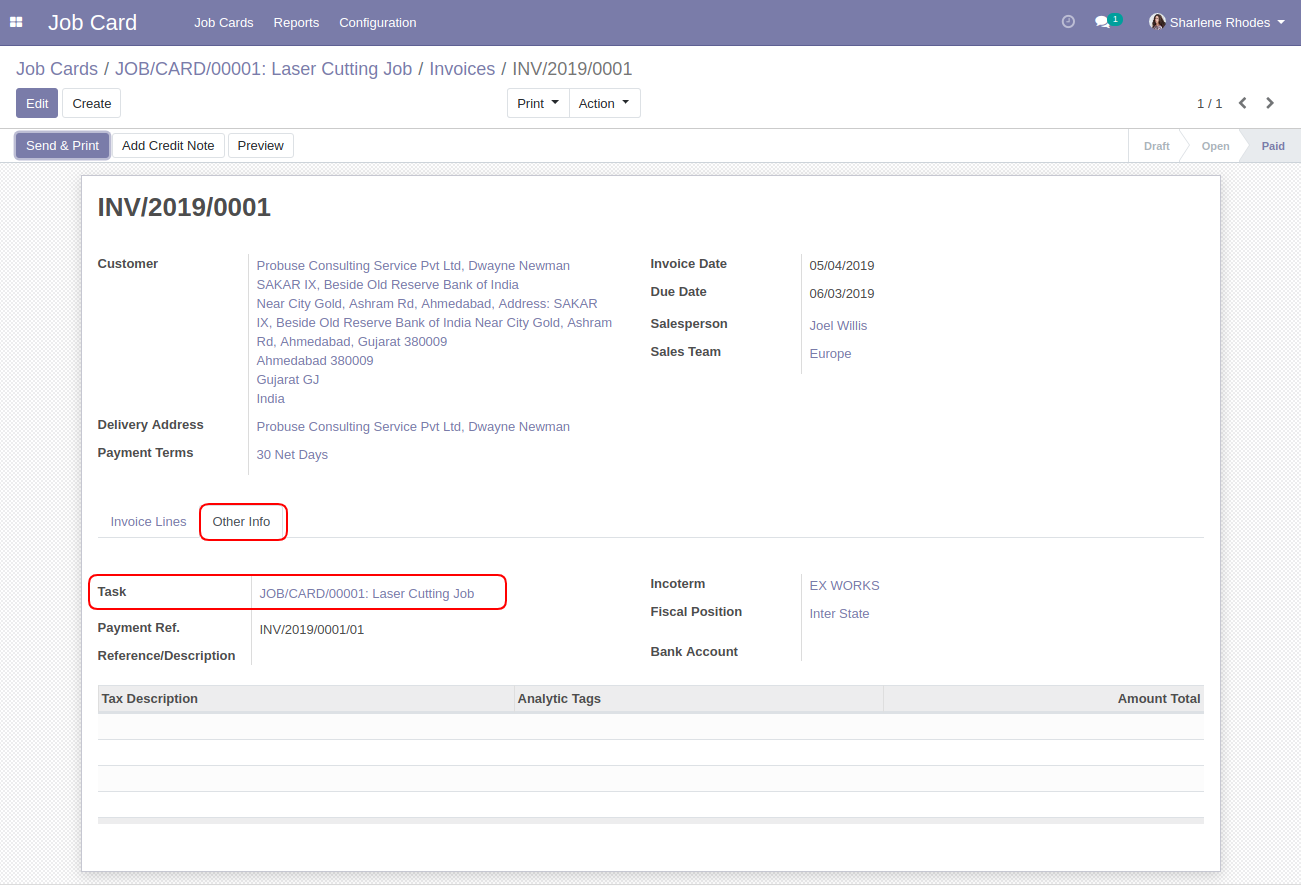 Job Card Job Cards Reports Configuration 1 Sharlene Rhodes
Job Cards / JOB/CARD/00001: Laser Cutting Job / Invoices / INV/2019/0001
Edit Create Print Action 1 / 1
Send & Print Add Credit Note Preview Draft Open Paid
INV/2019/0001
Customer
Probuse Consulting Service Pvt Ltd, Dwayne Newman
SAKAR IX, Beside Old Reserve Bank of India
Near City Gold, Ashram Rd, Ahmedabad, Address: SAKAR
IX, Beside Old Reserve Bank of India Near City Gold, Ashram
Rd, Ahmedabad, Gujarat 380009
Ahmedabad 380009
Gujarat GJ
India
Delivery Address Probuse Consulting Service Pvt Ltd, Dwayne Newman
Payment Terms 30 Net Days
Invoice Date 05/04/2019
Due Date 06/03/2019
Salesperson Joel Willis
Sales Team Europe
Invoice Lines Other Info
Task JOB/CARD/00001: Laser Cutting Job
Payment Ref. INV/2019/0001/01
Reference/Description
Incoterm EX WORKS
Fiscal Position Inter State
Bank Account
Tax Description Analytic Tags Amount Total